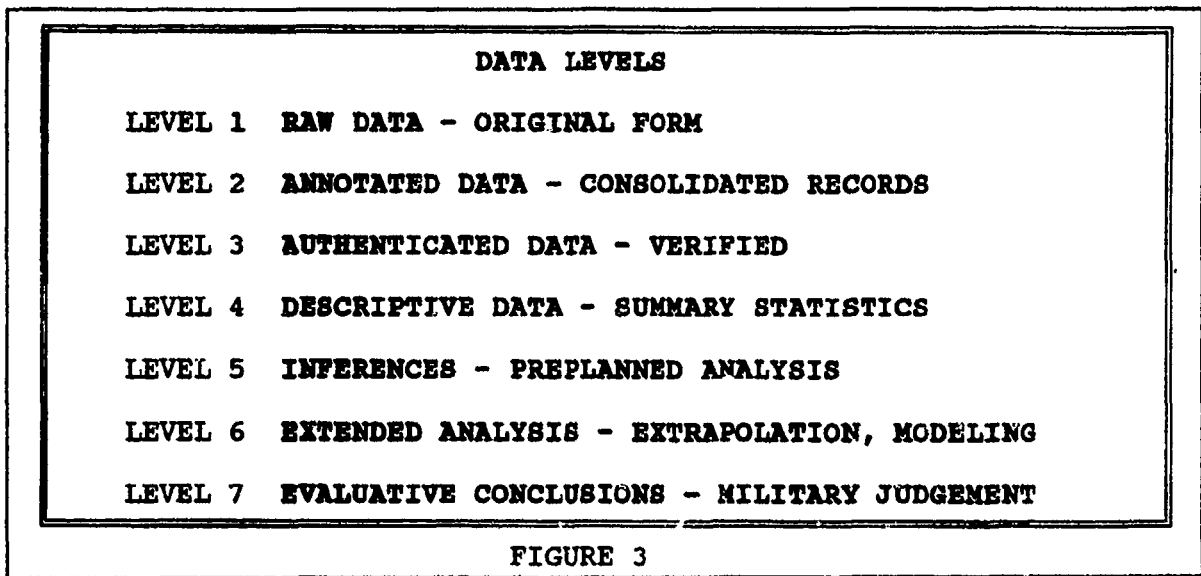 DATA LEVELS
LEVEL 1 RAW DATA - ORIGINAL FORM
LEVEL 2 ANNOTATED DATA - CONSOLIDATED RECORDS
LEVEL 3 AUTHENTICATED DATA - VERIFIED
LEVEL 4 DESCRIPTIVE DATA - SUMMARY STATISTICS
LEVEL 5 INFERENCES - PREPLANNED ANALYSIS
LEVEL 6 EXTENDED ANALYSIS - EXTRAPOLATION, MODELING
LEVEL 7 EVALUATIVE CONCLUSIONS - MILITARY JUDGEMENT
FIGURE 3